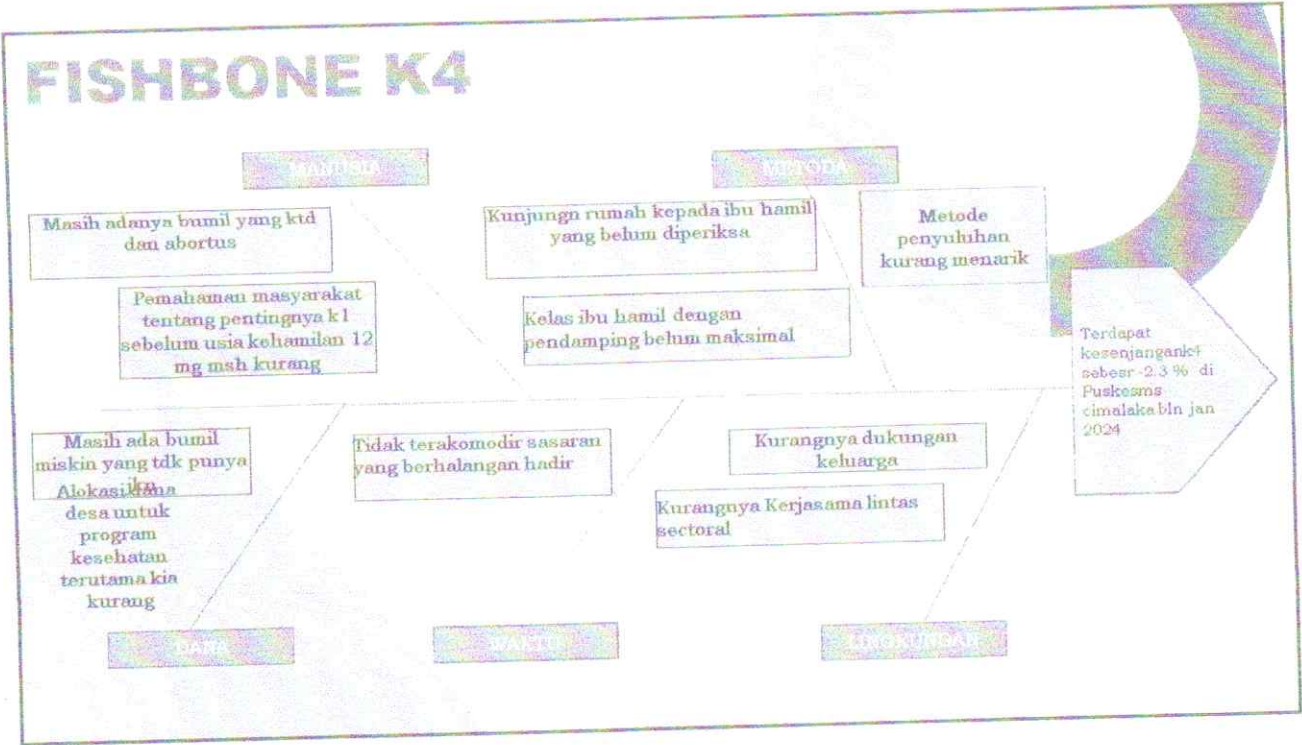 FISHBONE K4
MANUSIA
METODA
Masih adanya bumil yang ktd
dan abortus
Kunjungn rumah kepada ibu hamil
yang belum diperiksa
Metode
penyuluhan
kurang menarik
Pemahaman masyarakat
tentang pentingnya k1
sebelum usia kehamilan 12
mg msh kurang
Kelas ibu hamil dengan
pendamping belum maksimal
Terdapat
kesenjangank4
sebesr -2.3 % di
Puskesms
cimalaka bln jan
2024
Masih ada bumil
miskin yang tdk punya
Alokasi dana
desa untuk
program
kesehatan
terutama kia
kurang
Tidak terakomodir sasaran
yang berhalangan hadir
Kurangnya dukungan
keluarga
Kurangnya Kerjasama lintas
sectoral
DANA
WAKTU
LINGKUNGAN